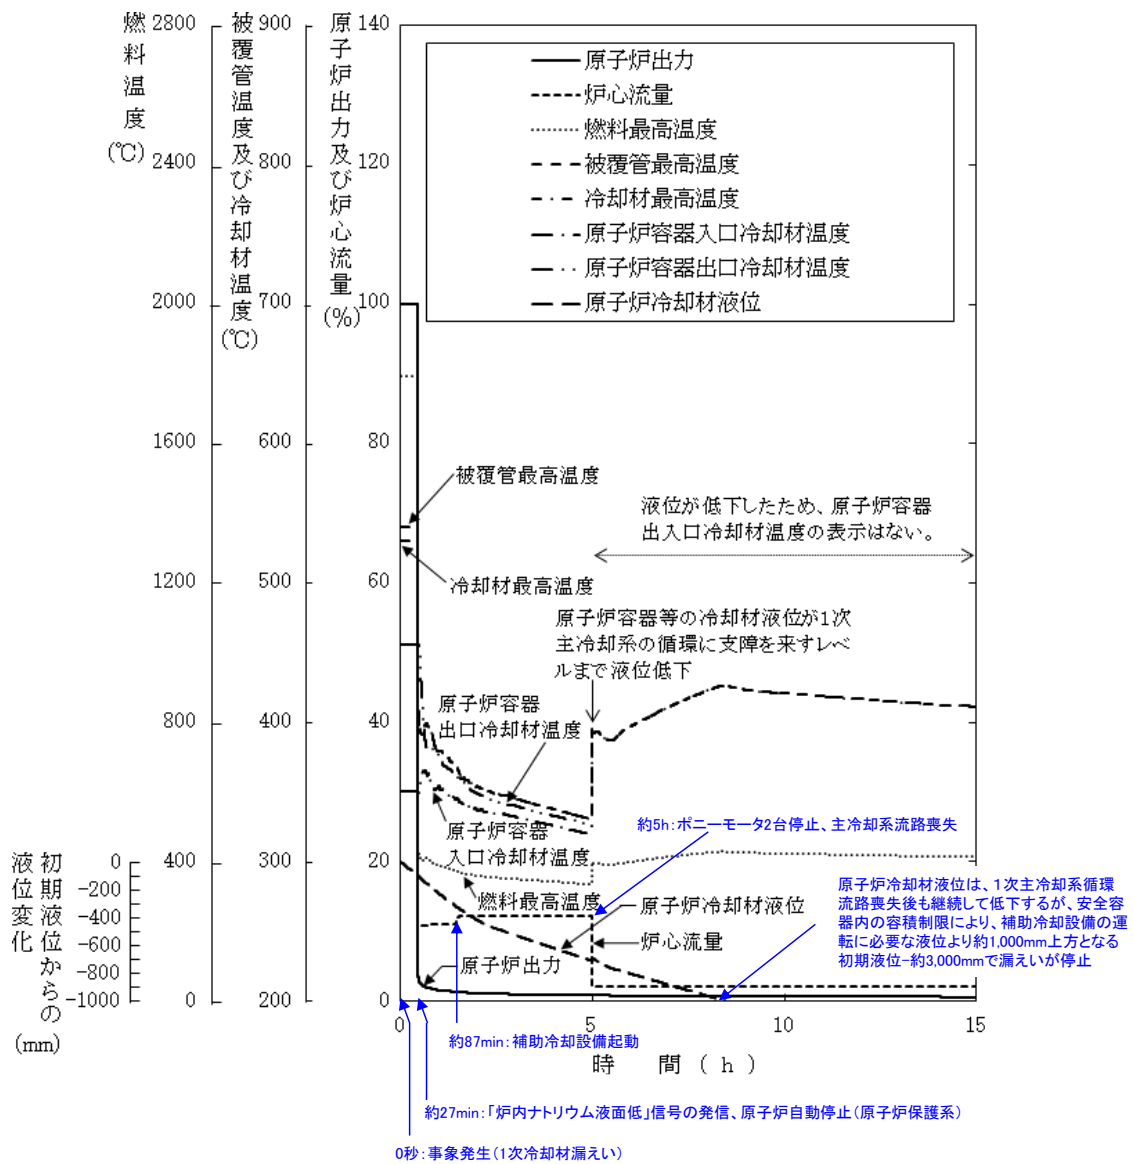 燃料温度
(℃)
2800
2400
2000
1600
1200
800
400
0
被覆管温度及び冷却材温度
(℃)
900
800
700
600
500
400
300
200
原子炉出力及び炉心流量
(%)
140
120
100
80
60
40
20
0
原子炉出力
炉心流量
燃料最高温度
被覆管最高温度
冷却材最高温度
原子炉容器入口冷却材温度
原子炉容器出口冷却材温度
原子炉冷却材液位
被覆管最高温度
冷却材最高温度
液位が低下したため、原子炉容器
出入口冷却材温度の表示はない。
原子炉容器等の冷却材液位が1次
主冷却系の循環に支障を来すレベ
ルまで液位低下
原子炉容器
出口冷却材温度
原子炉容器
入口冷却材温度
燃料最高温度
約5h:ポニーモータ2台停止、主冷却系流路喪失
原子炉冷却材液位
炉心流量
原子炉出力
原子炉冷却材液位は、1次主冷却系循環
流路喪失後も継続して低下するが、安全容
器内の容積制限により、補助冷却設備の運
転に必要な液位より約1,000mm上方となる
初期液位-約3,000mmで漏えいが停止
初期液位からの
液位変化
(mm)
0
-200
-400
-600
-800
-1000
0
5
10
15
時 間 ( h )
約87min:補助冷却設備起動
約27min:「炉内ナトリウム液面低」信号の発信、原子炉自動停止(原子炉保護系)
0秒:事象発生(1次冷却材漏えい)